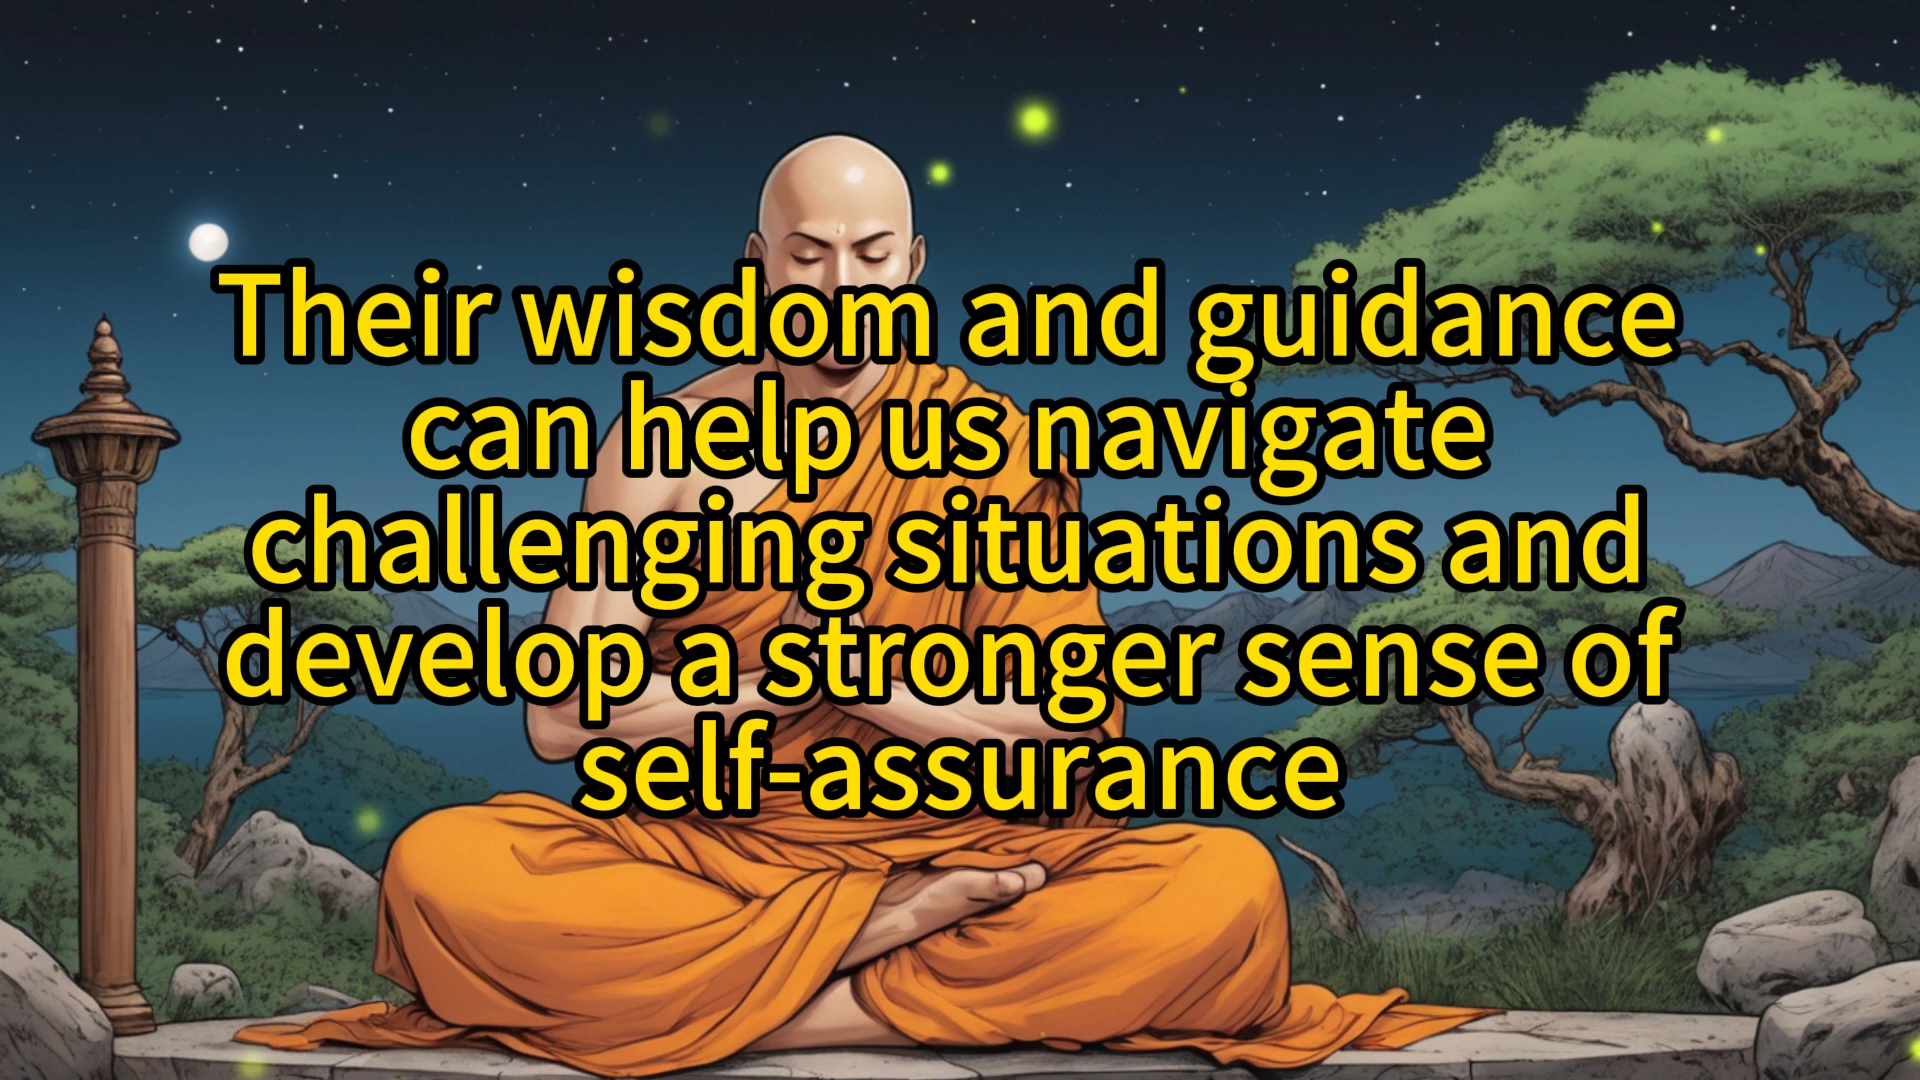 Their wisdom and guidance
can help us navigate
challenging situations and
develop a stronger sense of
self-assurance